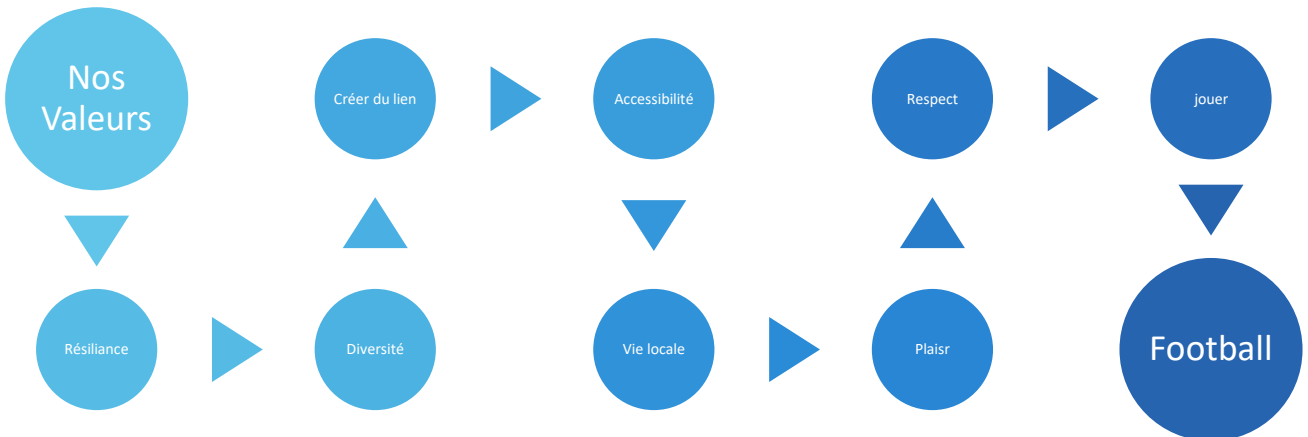 Nos
Valeurs
Résiliance
Diversité
Créer du lien
Accessibilité
Vie locale
Plaisr
Respect
jouer
Football